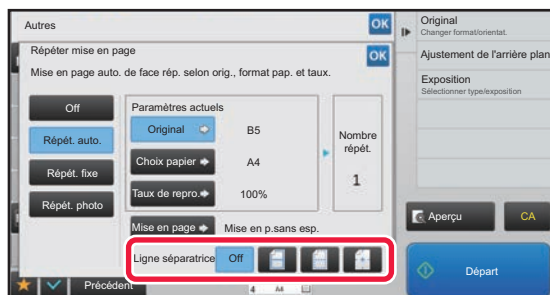 Autres
OK
Répéter mise en page
OK
Mise en page auto. de face rép. selon orig., format pap. et taux.
Off
Répét. auto.
Répét. fixe
Répét. photo
Paramètres actuels
Original
B5
Choix papier
A4
Taux de repro.
100%
Nombre
répét.
1
Mise en page
Mise en p.sans esp.
Ligne séparatrice
Off
Précédent
4
A4
Original
Changer format/orientat.
Ajustement de l'arrière plan
Exposition
Sélectionner type/exposition
Aperçu
CA
Départ